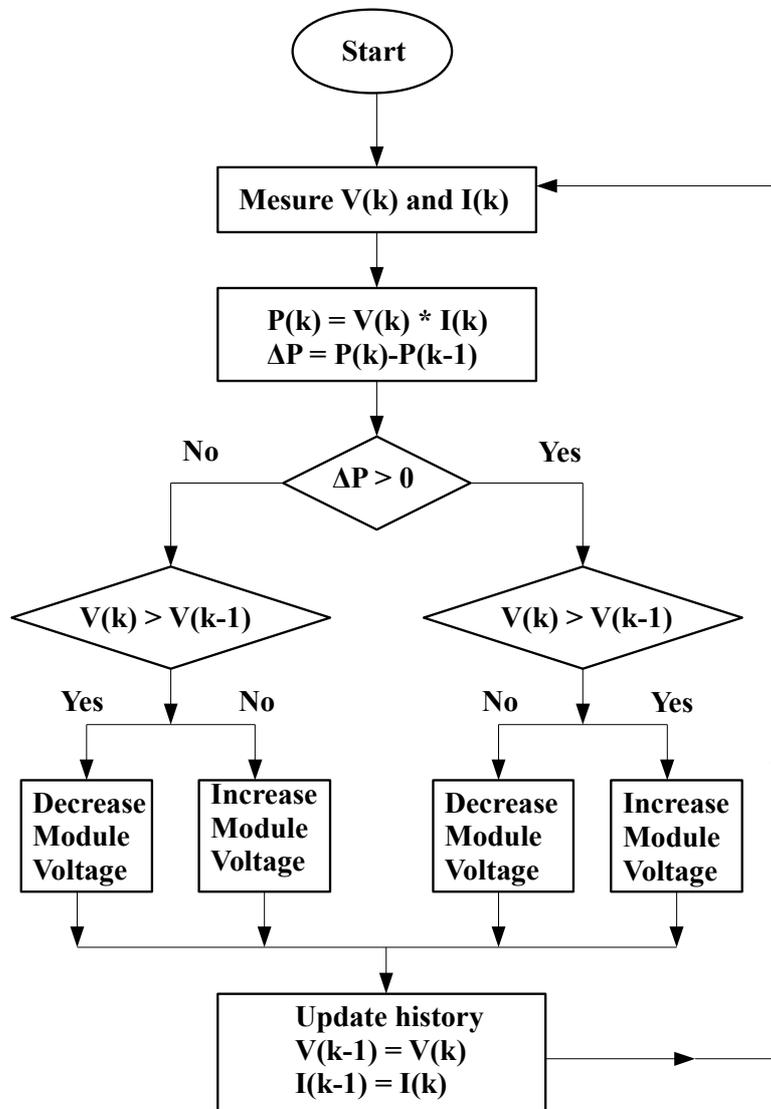 Start
Mesure V(k) and I(k)
P(k) = V(k) * I(k)
ΔP = P(k)-P(k-1)
No
Yes
ΔP > 0
V(k) > V(k-1)
V(k) > V(k-1)
Yes
No
No
Yes
Decrease
Module
Voltage
Increase
Module
Voltage
Decrease
Module
Voltage
Increase
Module
Voltage
Update history
V(k-1) = V(k)
I(k-1) = I(k)